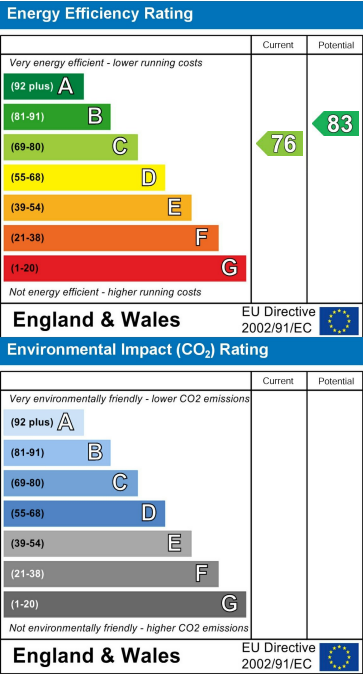 Energy Efficiency Rating
Current Potential
Very energy efficient - lower running costs
(92 plus) A
(81-91) B
83
(69-80) C
76
(55-68) D
(39-54) E
(21-38) F
(1-20) G
Not energy efficient - higher running costs
England & Wales
EU Directive
2002/91/EC
Environmental Impact (CO₂) Rating
Current Potential
Very environmentally friendly - lower CO2 emissions
(92 plus) A
(81-91) B
(69-80) C
(55-68) D
(39-54) E
(21-38) F
(1-20) G
Not environmentally friendly - higher CO2 emissions
England & Wales
EU Directive
2002/91/EC